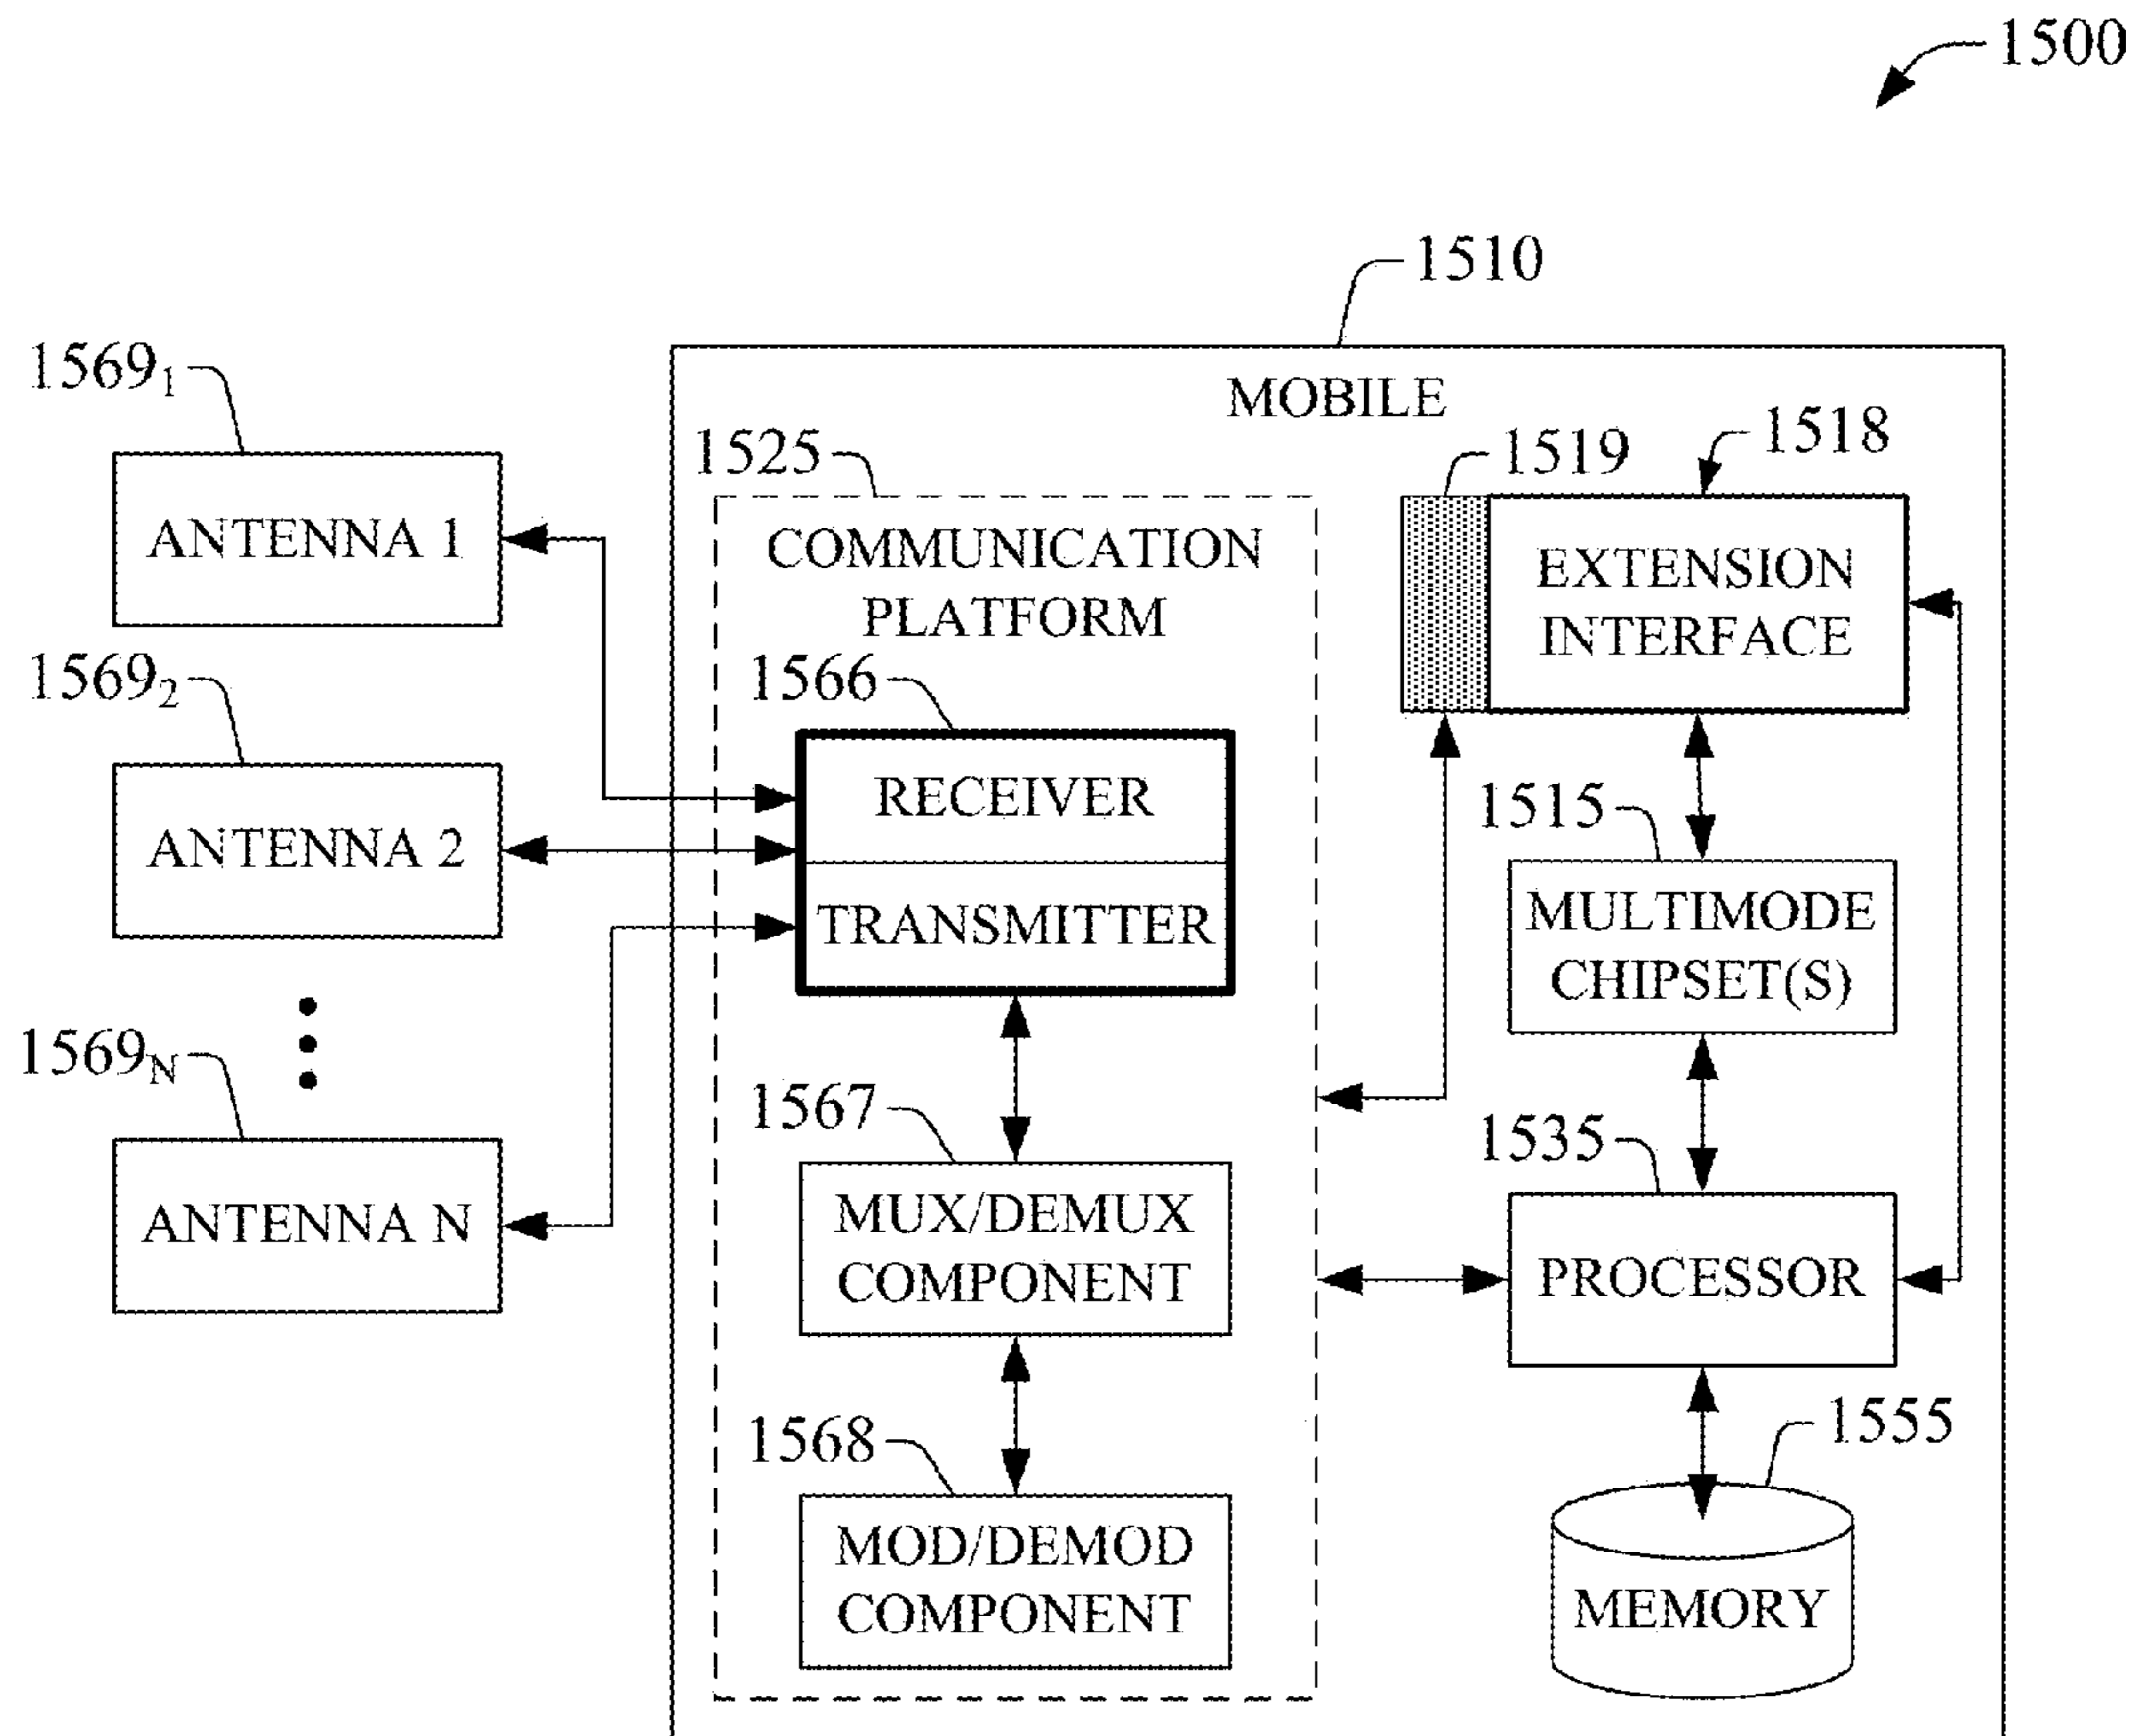 1500
1510
1569₁
MOBILE
1525
1519
1518
ANTENNA 1
COMMUNICATION
PLATFORM
EXTENSION
INTERFACE
1569₂
1566
RECEIVER
1515
ANTENNA 2
TRANSMITTER
MULTIMODE
CHIPSET(S)
1569N
1567
1535
ANTENNA N
MUX/DEMUX
COMPONENT
PROCESSOR
1568
1555
MOD/DEMOD
COMPONENT
MEMORY